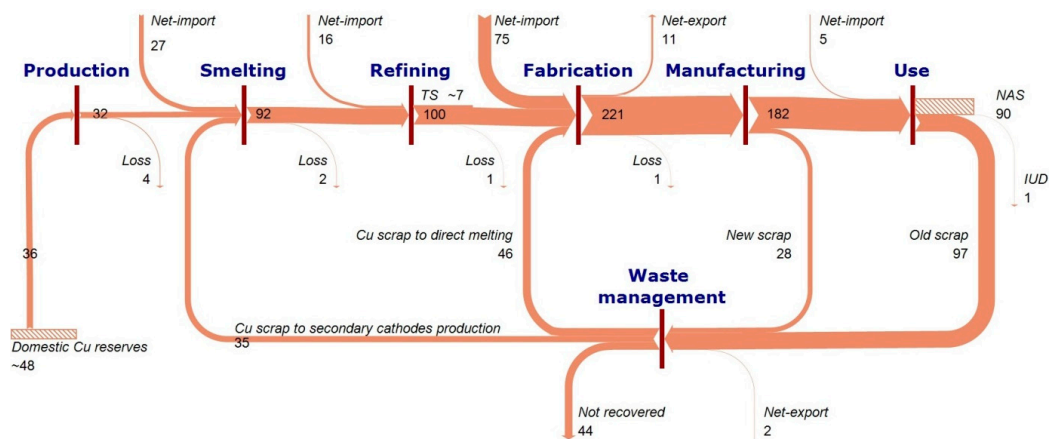 Net-import
27
Net-import
16
Net-import
75
Net-export
11
Net-import
5
Production
Smelting
Refining
Fabrication
Manufacturing
Use
TS ~7
NAS
90
32
92
100
221
182
Loss
4
Loss
2
Loss
1
Loss
1
IUD
1
36
Cu scrap to direct melting
46
New scrap
28
Old scrap
97
Waste
management
Cu scrap to secondary cathodes production
35
Domestic Cu reserves
~48
Not recovered
44
Net-export
2